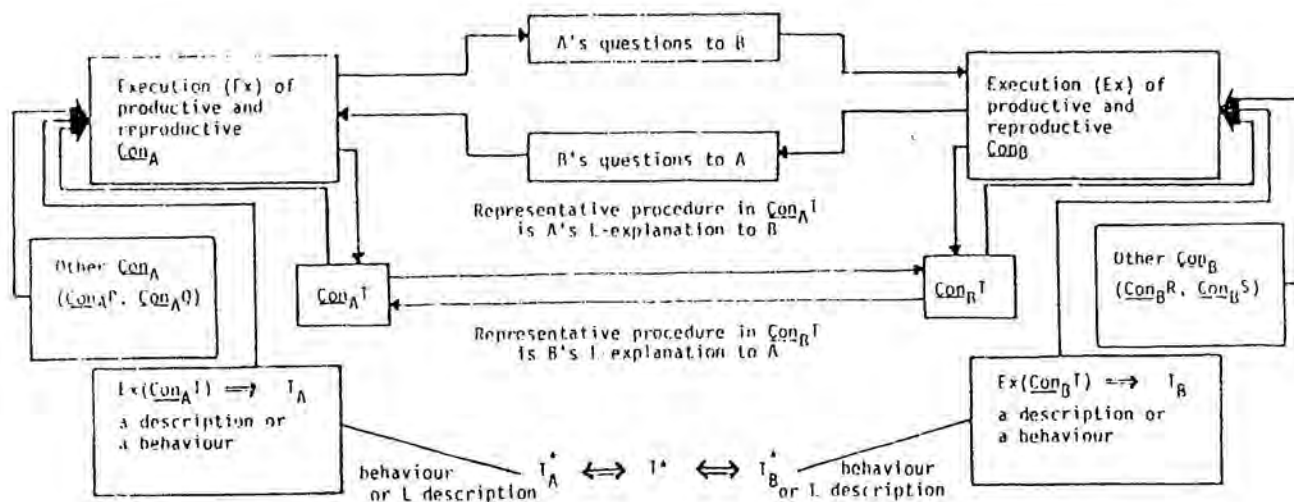 A's questions to B
Execution (Ex) of
productive and
reproductive
Con_A
Execution (Ex) of
productive and
reproductive
Con_B
B's questions to A
Representative procedure in Con_A T
is A's L-explanation to B
Other Con_A
(Con_A P, Con_A Q)
Con_A T
Con_B T
Other Con_B
(Con_B R, Con_B S)
Representative procedure in Con_B T
is B's L explanation to A
Ex(Con_A T) ⟹ T_A
a description or
a behaviour
Ex(Con_B T) ⟹ T_B
a description or
a behaviour
behaviour
or L description
T_A* ⟺ T* ⟺ T_B*
behaviour
or L description